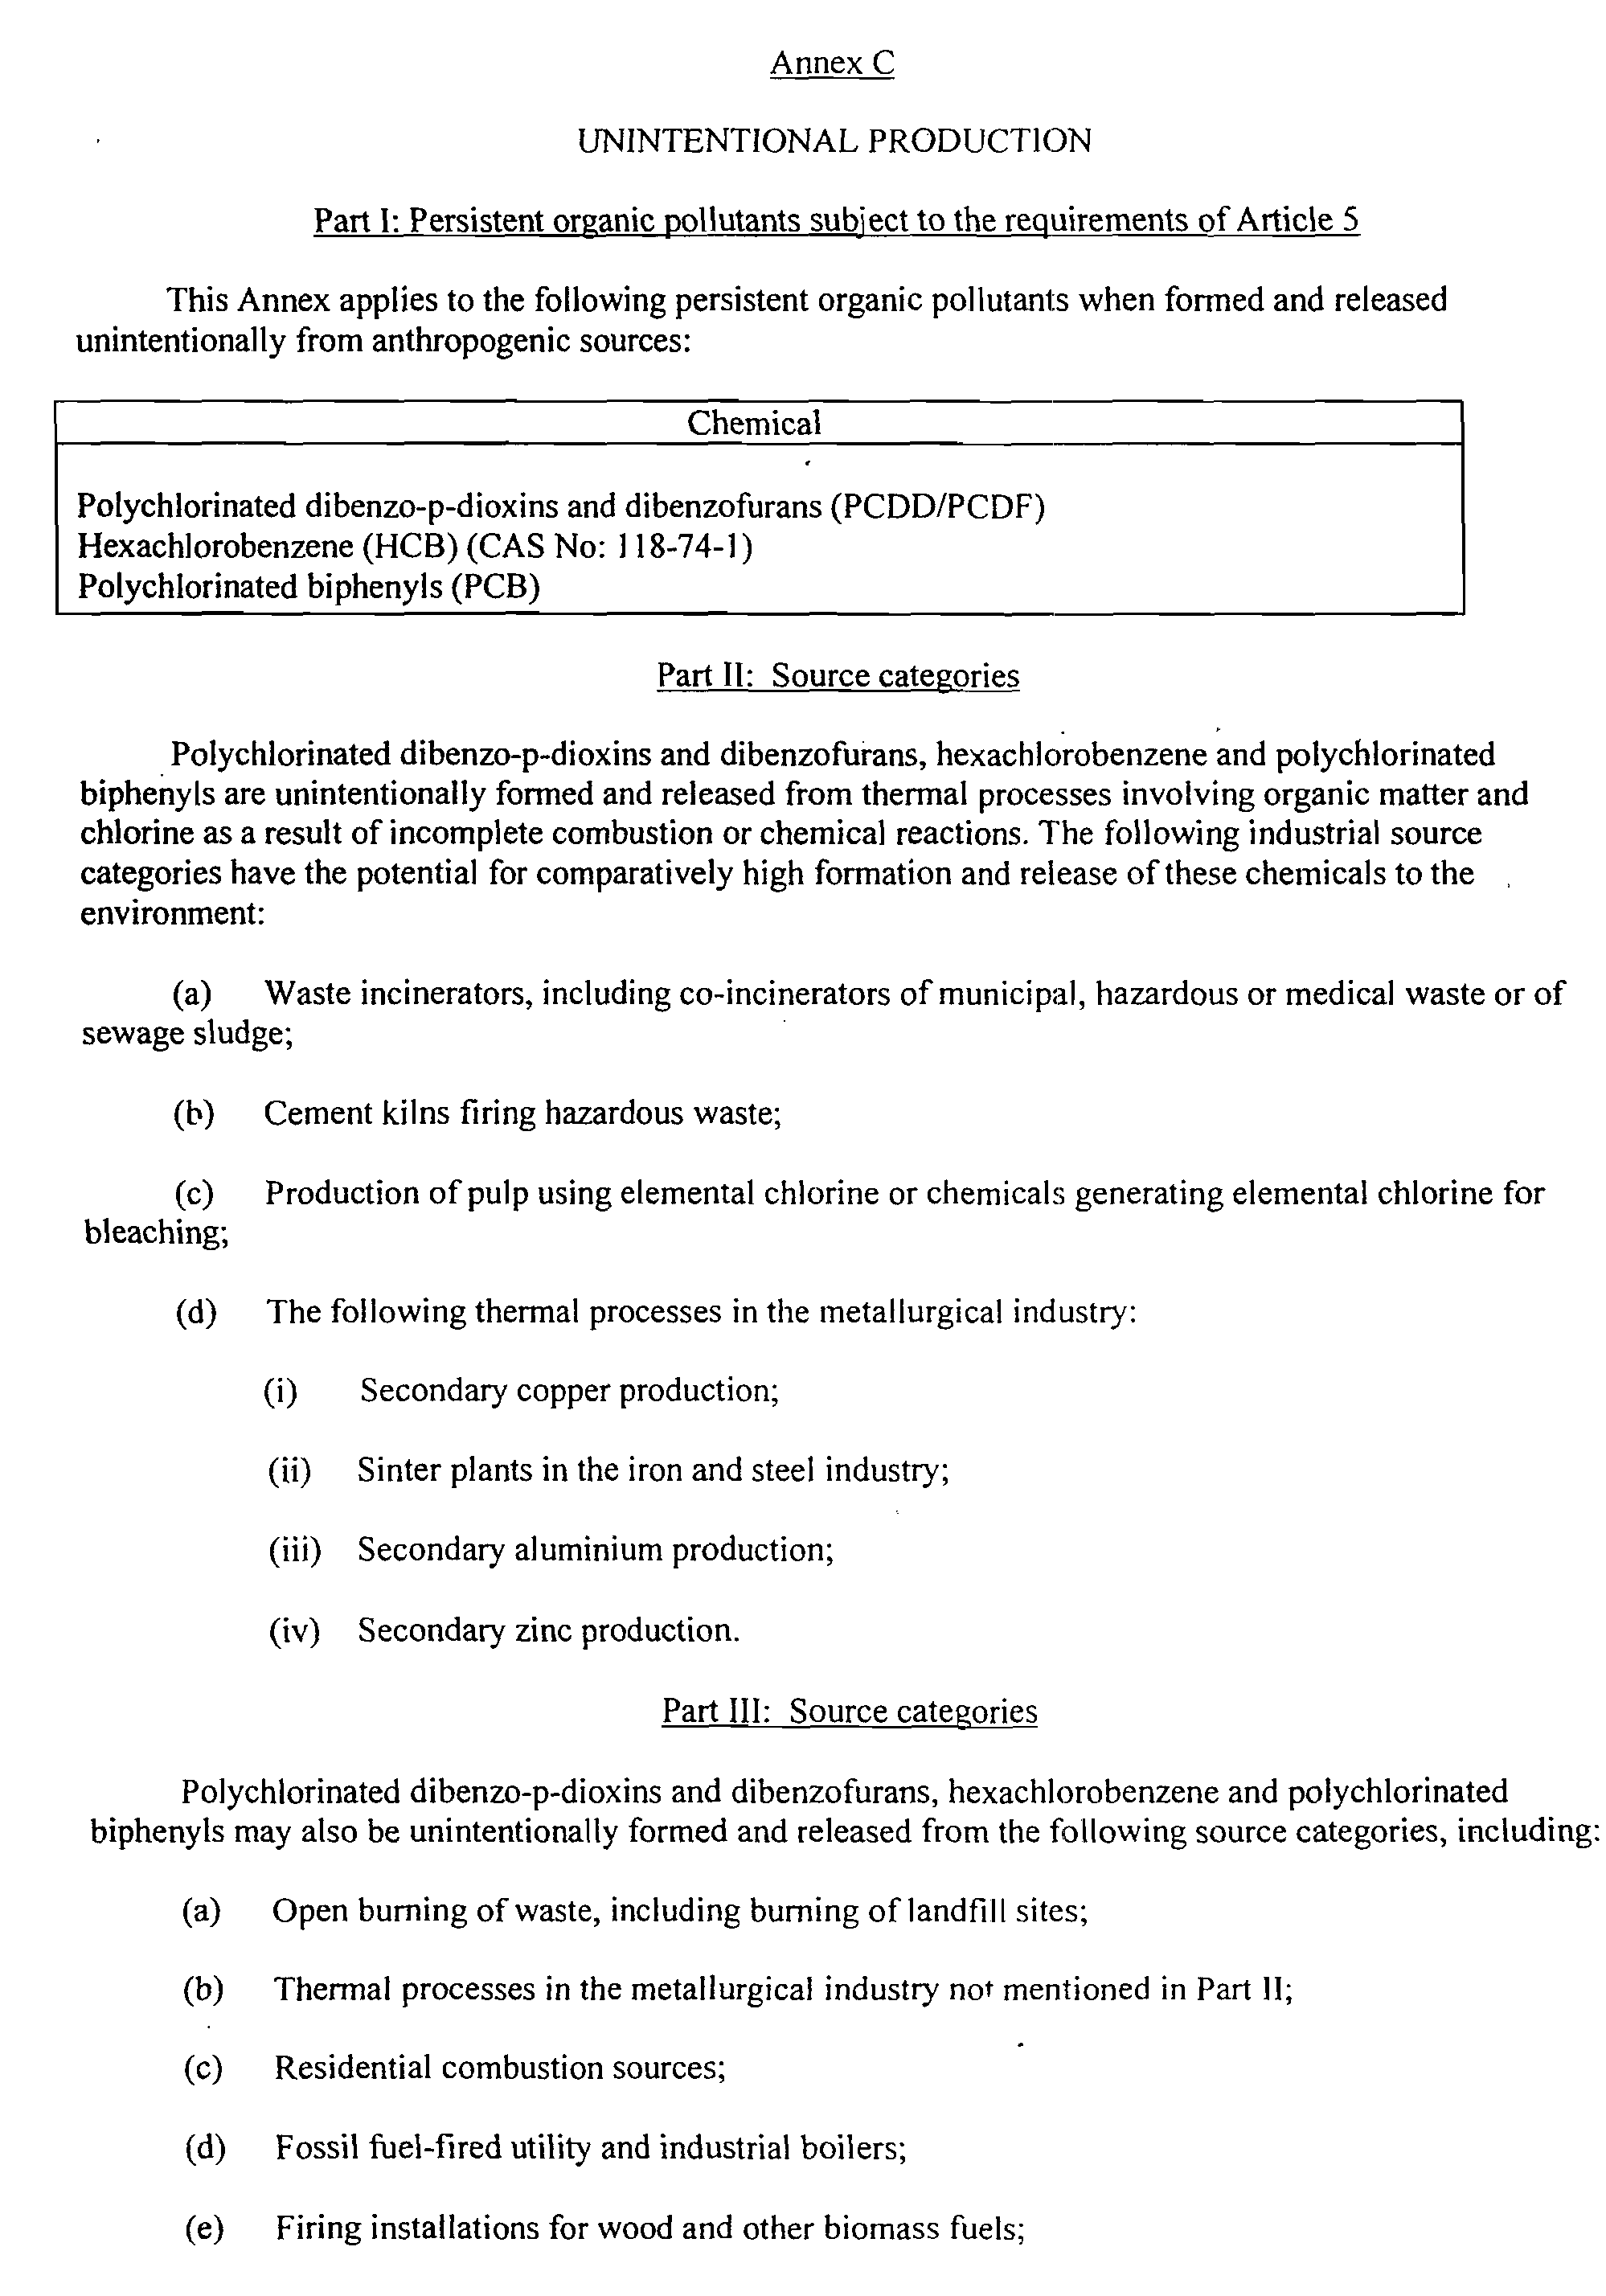 Annex C
UNINTENTIONAL PRODUCTION
Part I: Persistent organic pollutants subject to the requirements of Article 5
This Annex applies to the following persistent organic pollutants when formed and released
unintentionally from anthropogenic sources:
Chemical
Polychlorinated dibenzo-p-dioxins and dibenzofurans (PCDD/PCDF)
Hexachlorobenzene (HCB) (CAS No: 118-74-1)
Polychlorinated biphenyls (PCB)
Part II: Source categories
Polychlorinated dibenzo-p-dioxins and dibenzofurans, hexachlorobenzene and polychlorinated
biphenyls are unintentionally formed and released from thermal processes involving organic matter and
chlorine as a result of incomplete combustion or chemical reactions. The following industrial source
categories have the potential for comparatively high formation and release of these chemicals to the
environment:
(a) Waste incinerators, including co-incinerators of municipal, hazardous or medical waste or of
sewage sludge;
(b) Cement kilns firing hazardous waste;
(c) Production of pulp using elemental chlorine or chemicals generating elemental chlorine for
bleaching;
(d) The following thermal processes in the metallurgical industry:
(i) Secondary copper production;
(ii) Sinter plants in the iron and steel industry;
(iii) Secondary aluminium production;
(iv) Secondary zinc production.
Part III: Source categories
Polychlorinated dibenzo-p-dioxins and dibenzofurans, hexachlorobenzene and polychlorinated
biphenyls may also be unintentionally formed and released from the following source categories, including:
(a) Open burning of waste, including burning of landfill sites;
(b) Thermal processes in the metallurgical industry not mentioned in Part II;
(c) Residential combustion sources;
(d) Fossil fuel-fired utility and industrial boilers;
(e) Firing installations for wood and other biomass fuels;